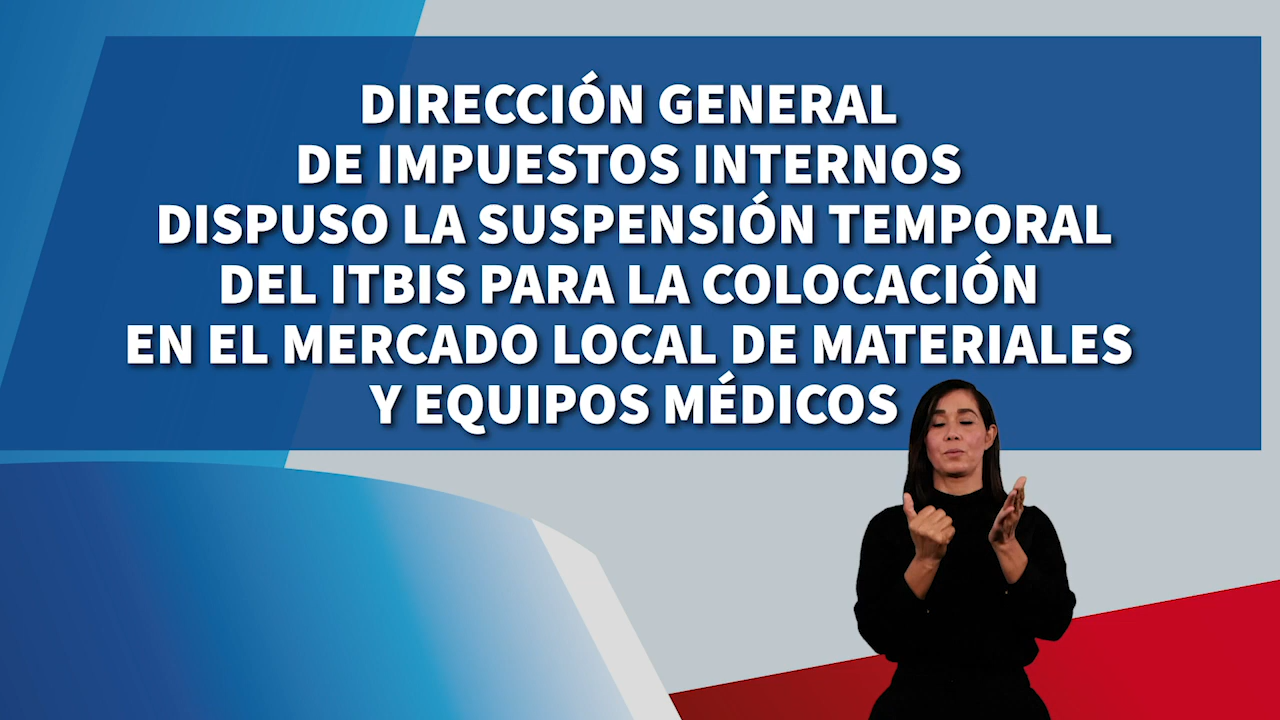 DIRECCIÓN GENERAL
DE IMPUESTOS INTERNOS
DISPUSO LA SUSPENSIÓN TEMPORAL
DEL ITBIS PARA LA COLOCACIÓN
EN EL MERCADO LOCAL DE MATERIALES
Y EQUIPOS MÉDICOS